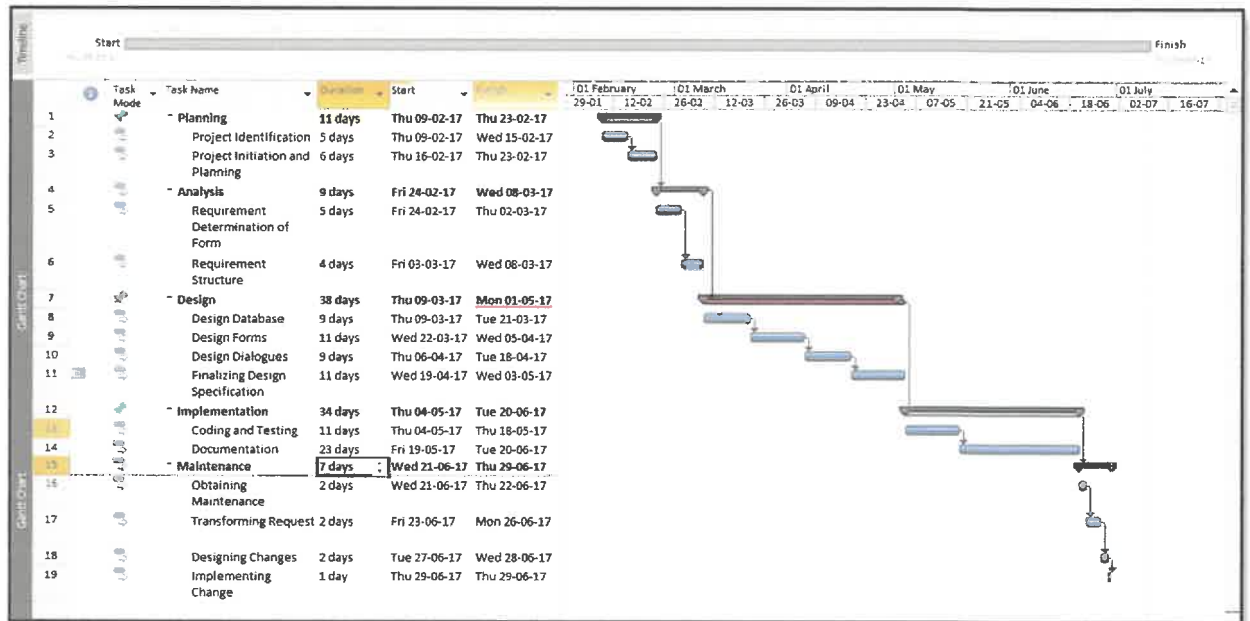 Timeline
Start
Finish
Task Mode Task Name Duration Start Finish
01 February 01 March 01 April 01 May 01 June 01 July
29-01 12-02 26-02 12-03 26-03 09-04 23-04 07-05 21-05 04-06 18-06 02-07 16-07
1 Planning 11 days Thu 09-02-17 Thu 23-02-17
2 Project Identification 5 days Thu 09-02-17 Wed 15-02-17
3 Project Initiation and 6 days Thu 16-02-17 Thu 23-02-17
Planning
4 Analysis 9 days Fri 24-02-17 Wed 08-03-17
5 Requirement 5 days Fri 24-02-17 Thu 02-03-17
Determination of
Form
6 Requirement 4 days Fri 03-03-17 Wed 08-03-17
Structure
7 Design 38 days Thu 09-03-17 Mon 01-05-17
8 Design Database 9 days Thu 09-03-17 Tue 21-03-17
9 Design Forms 11 days Wed 22-03-17 Wed 05-04-17
10 Design Dialogues 9 days Thu 06-04-17 Tue 18-04-17
11 Finalizing Design 11 days Wed 19-04-17 Wed 03-05-17
Specification
12 Implementation 34 days Thu 04-05-17 Tue 20-06-17
13 Coding and Testing 11 days Thu 04-05-17 Thu 18-05-17
14 Documentation 23 days Fri 19-05-17 Tue 20-06-17
15 Maintenance 7 days Wed 21-06-17 Thu 29-06-17
16 Obtaining 2 days Wed 21-06-17 Thu 22-06-17
Maintenance
17 Transforming Request 2 days Fri 23-06-17 Mon 26-06-17
18 Designing Changes 2 days Tue 27-06-17 Wed 28-06-17
19 Implementing 1 day Thu 29-06-17 Thu 29-06-17
Change
Gantt Chart
Gantt Chart